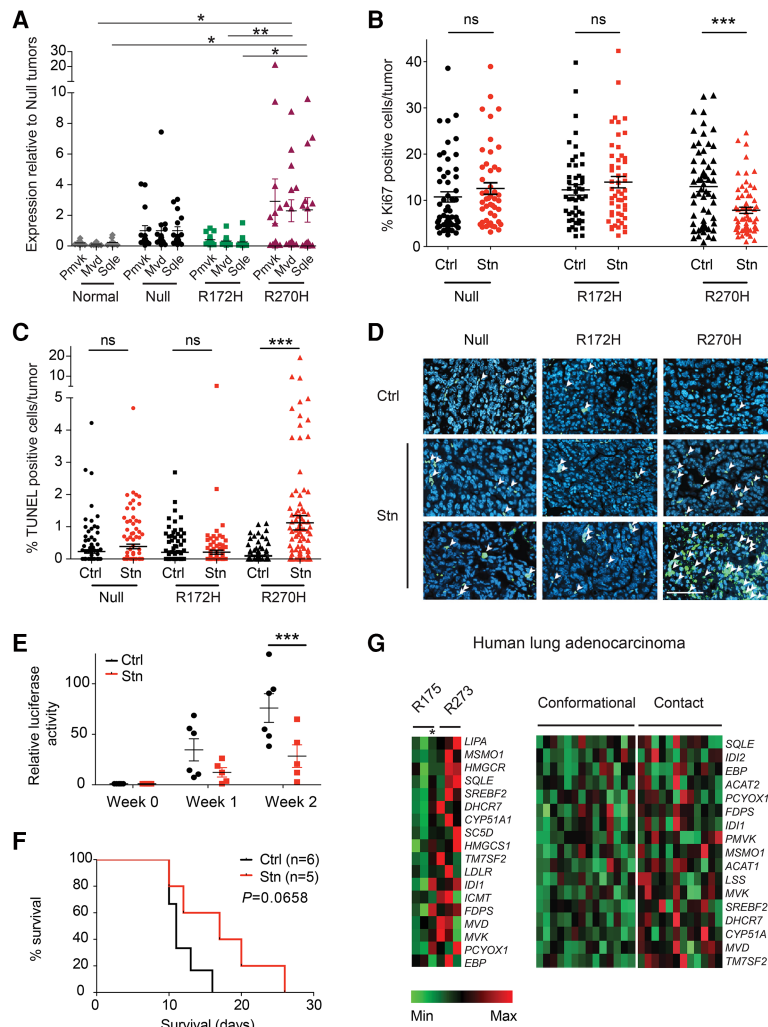 A
*
**
*
*
Expression relative to Null tumors
30
20
10
8
6
4
2
0
Pmvk Mvd Sqle Pmvk Mvd Sqle Pmvk Mvd Sqle Pmvk Mvd Sqle
Normal Null R172H R270H
B
ns ns ***
% Ki67 positive cells/tumor
40
30
20
10
0
Ctrl Stn Ctrl Stn Ctrl Stn
Null R172H R270H
C
ns ns ***
% TUNEL positive cells/tumor
20
10
5
4
3
2
1
0
Ctrl Stn Ctrl Stn Ctrl Stn
Null R172H R270H
D
Null R172H R270H
Ctrl
Stn
E
Ctrl
Stn
***
Relative luciferase activity
100
50
0
Week 0 Week 1 Week 2
F
Ctrl (n=6)
Stn (n=5)
P=0.0658
% survival
100
80
60
40
20
0
0 10 20 30
Survival (days)
G
Human lung adenocarcinoma
R175 R273
*
LIPA
MSMO1
HMGCR
SQLE
SREBF2
DHCR7
CYP51A1
SC5D
HMGCS1
TM7SF2
LDLR
IDI1
ICMT
FDPS
MVD
MVK
PCYOX1
EBP
Conformational Contact
SQLE
IDI2
EBP
ACAT2
PCYOX1
FDPS
IDI1
PMVK
MSMO1
ACAT1
LSS
MVK
SREBF2
DHCR7
CYP51A
MVD
TM7SF2
Min Max